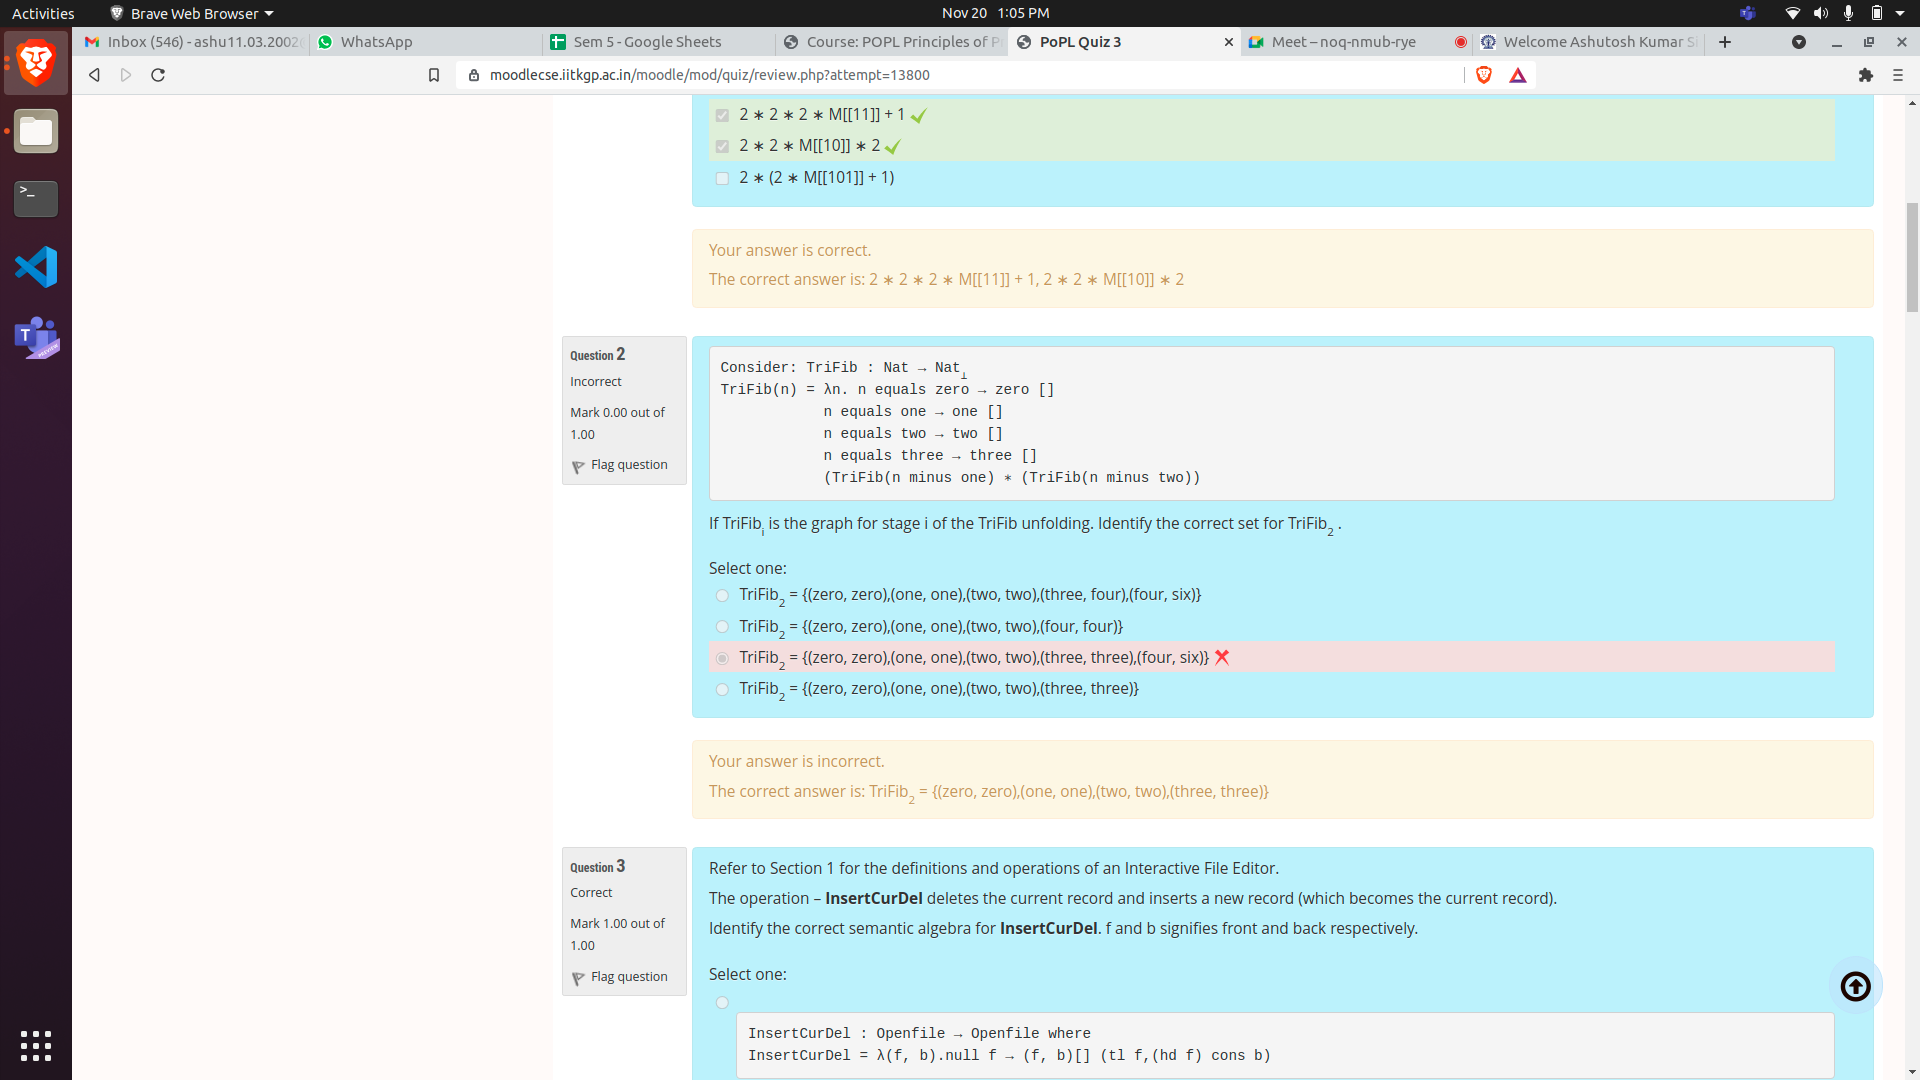 Activities
Brave Web Browser
Nov 20 1:05 PM
Inbox (546) - ashu11.03.2002
WhatsApp
Sem 5 - Google Sheets
Course: POPL Principles of P
PoPL Quiz 3
Meet – noq-nmub-rye
Welcome Ashutosh Kumar Si
moodlecse.iitkgp.ac.in/moodle/mod/quiz/review.php?attempt=13800
2 ∗ 2 ∗ 2 ∗ M[[11]] + 1
2 ∗ 2 ∗ M[[10]] ∗ 2
2 ∗ (2 ∗ M[[101]] + 1)
Your answer is correct.
The correct answer is: 2 ∗ 2 ∗ 2 ∗ M[[11]] + 1, 2 ∗ 2 ∗ M[[10]] ∗ 2
Question 2
Incorrect
Mark 0.00 out of
1.00
Flag question
Consider: TriFib : Nat → Nat⊥
TriFib(n) = λn. n equals zero → zero []
n equals one → one []
n equals two → two []
n equals three → three []
(TriFib(n minus one) ∗ (TriFib(n minus two))
If TriFibi is the graph for stage i of the TriFib unfolding. Identify the correct set for TriFib2 .
Select one:
TriFib2 = {(zero, zero),(one, one),(two, two),(three, four),(four, six)}
TriFib2 = {(zero, zero),(one, one),(two, two),(four, four)}
TriFib2 = {(zero, zero),(one, one),(two, two),(three, three),(four, six)}
TriFib2 = {(zero, zero),(one, one),(two, two),(three, three)}
Your answer is incorrect.
The correct answer is: TriFib2 = {(zero, zero),(one, one),(two, two),(three, three)}
Question 3
Correct
Mark 1.00 out of
1.00
Flag question
Refer to Section 1 for the definitions and operations of an Interactive File Editor.
The operation – InsertCurDel deletes the current record and inserts a new record (which becomes the current record).
Identify the correct semantic algebra for InsertCurDel. f and b signifies front and back respectively.
Select one:
InsertCurDel : Openfile → Openfile where
InsertCurDel = λ(f, b).null f → (f, b)[] (tl f,(hd f) cons b)